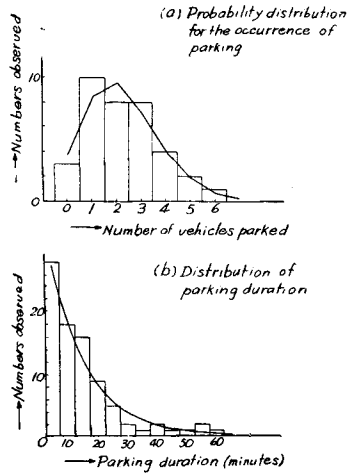 (a) Probability distribution
for the occurrence of
parking
Numbers observed
10
0
0 1 2 3 4 5 6
Number of vehicles parked
(b) Distribution of
parking duration
Numbers observed
20
10
0
0 10 20 30 40 50 60
Parking duration (minutes)